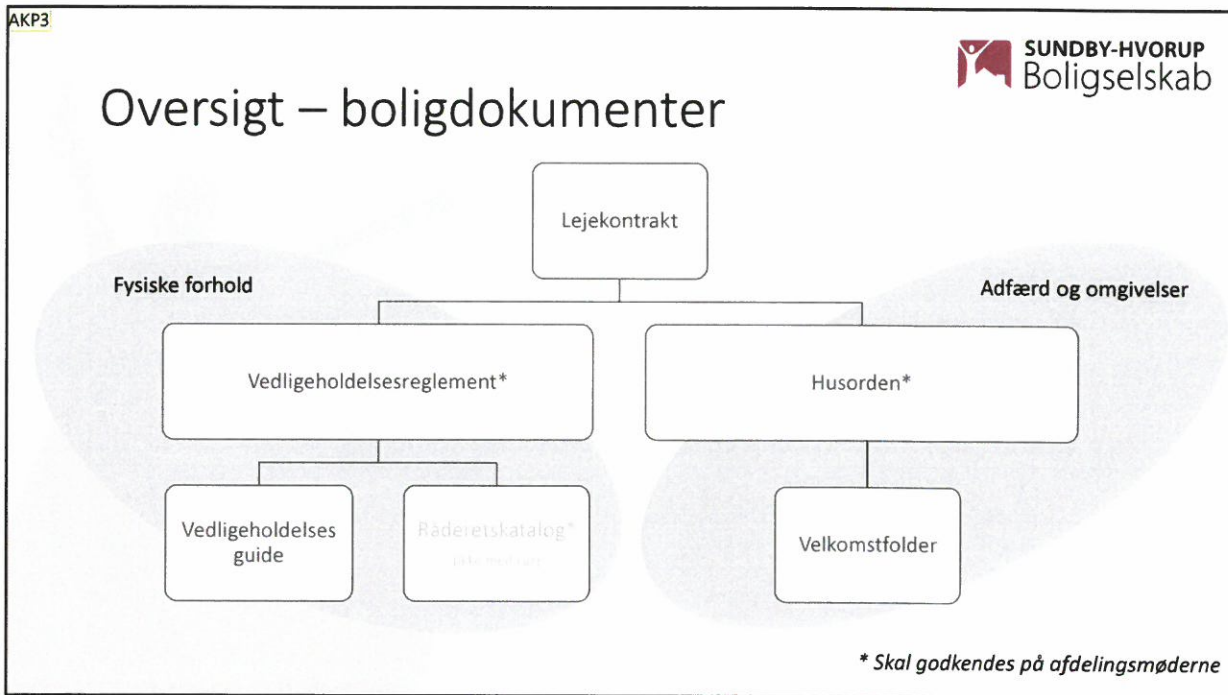 AKP3
SUNDBY-HVORUP
Boligselskab
Oversigt – boligdokumenter
Lejekontrakt
Fysiske forhold
Adfærd og omgivelser
Vedligeholdelsesreglement*
Husorden*
Vedligeholdelses
guide
Råderetskatalog*
Velkomstfolder
* Skal godkendes på afdelingsmøderne